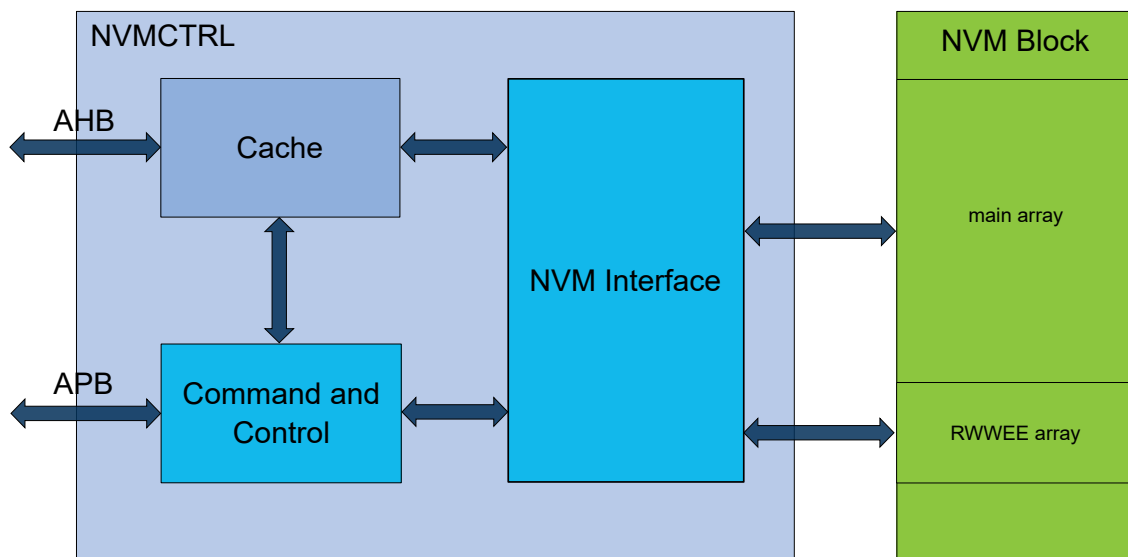 NVMCTRL
NVM Block
AHB
Cache
main array
NVM Interface
APB
Command and
Control
RWWEE array